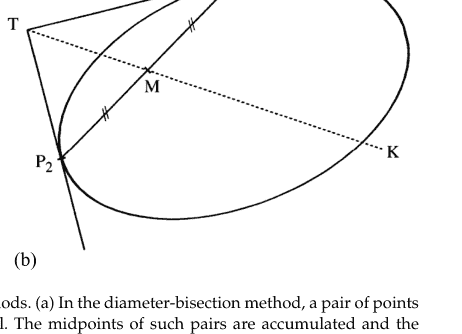 T
M
K
P2
(b)
ods. (a) In the diameter-bisection method, a pair of points
l. The midpoints of such pairs are accumulated and the